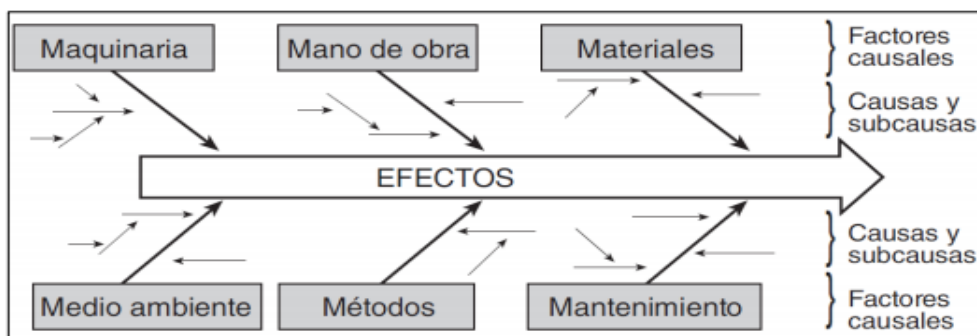 Maquinaria
Mano de obra
Materiales
Factores
causales
Causas y
subcausas
EFECTOS
Causas y
subcausas
Medio ambiente
Métodos
Mantenimiento
Factores
causales